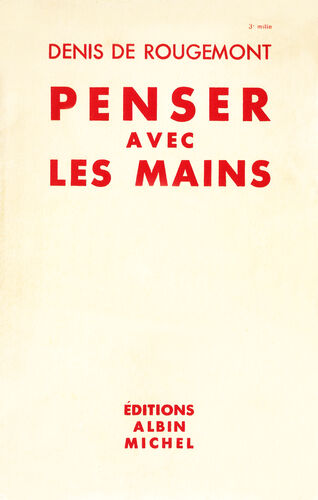 3e mille
DENIS DE ROUGEMONT
PENSER
AVEC
LES MAINS
ÉDITIONS
ALBIN
MICHEL